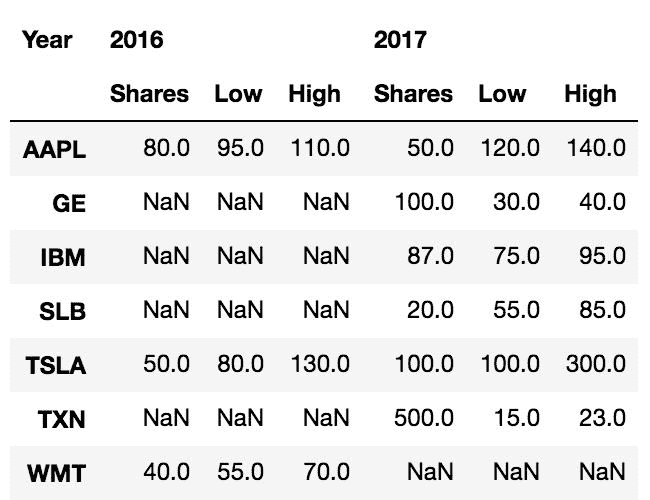 Year 2016 2017
Shares Low High Shares Low High
AAPL 80.0 95.0 110.0 50.0 120.0 140.0
GE NaN NaN NaN 100.0 30.0 40.0
IBM NaN NaN NaN 87.0 75.0 95.0
SLB NaN NaN NaN 20.0 55.0 85.0
TSLA 50.0 80.0 130.0 100.0 100.0 300.0
TXN NaN NaN NaN 500.0 15.0 23.0
WMT 40.0 55.0 70.0 NaN NaN NaN